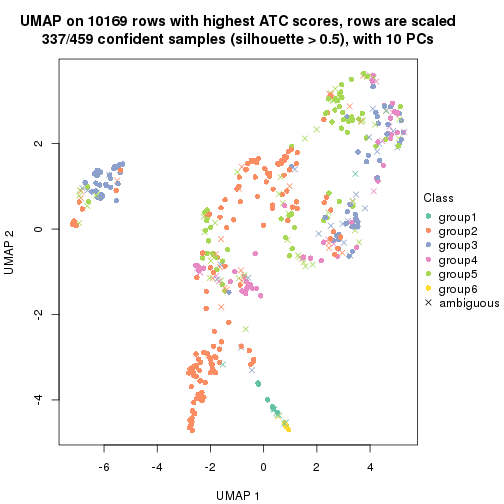 UMAP on 10169 rows with highest ATC scores, rows are scaled
337/459 confident samples (silhouette > 0.5), with 10 PCs
Class
group1
group2
group3
group4
group5
group6
ambiguous
UMAP 2
2
0
-2
-4
-6
-4
-2
0
2
4
UMAP 1